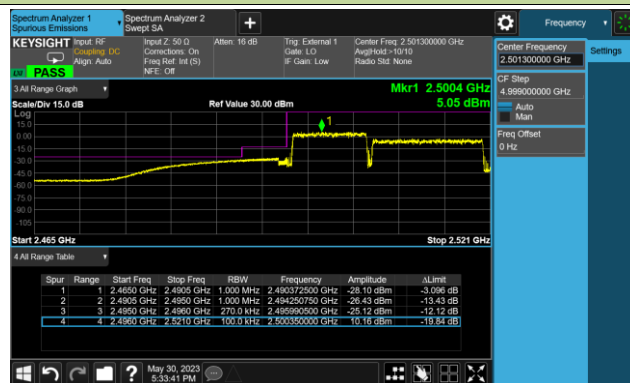 Spectrum Analyzer 1
Spurious Emissions
Spectrum Analyzer 2
Swept SA
Frequency
KEYSIGHT
Input: RF
Coupling: DC
Align: Auto
Input Z: 50 Ω
Corrections: On
Freq Ref: Int (S)
NFE: Off
Atten: 16 dB
Trig: External 1
Gate: LO
IF Gain: Low
Center Freq: 2.501300000 GHz
Avg|Hold:>10/10
Radio Std: None
PASS
Center Frequency
2.501300000 GHz
Settings
CF Step
4.999000000 GHz
Auto
Man
Freq Offset
0 Hz
3 All Range Graph
Mkr1 2.5004 GHz
Scale/Div 15.0 dB
Ref Value 30.00 dBm
5.05 dBm
Log
15.0
0.00
-15.0
-30.0
-45.0
-60.0
-75.0
-90.0
-105
1
Start 2.465 GHz
Stop 2.521 GHz
4 All Range Table
Spur Range Start Freq Stop Freq RBW Frequency Amplitude ΔLimit
1 1 2.4650 GHz 2.4905 GHz 1.000 MHz 2.490372500 GHz -28.10 dBm -3.096 dB
2 2 2.4905 GHz 2.4950 GHz 1.000 MHz 2.494250750 GHz -26.43 dBm -13.43 dB
3 3 2.4950 GHz 2.4960 GHz 270.0 kHz 2.495990500 GHz -25.12 dBm -12.12 dB
4 4 2.4960 GHz 2.5210 GHz 100.0 kHz 2.500350000 GHz 10.16 dBm -19.84 dB
May 30, 2023
5:33:41 PM